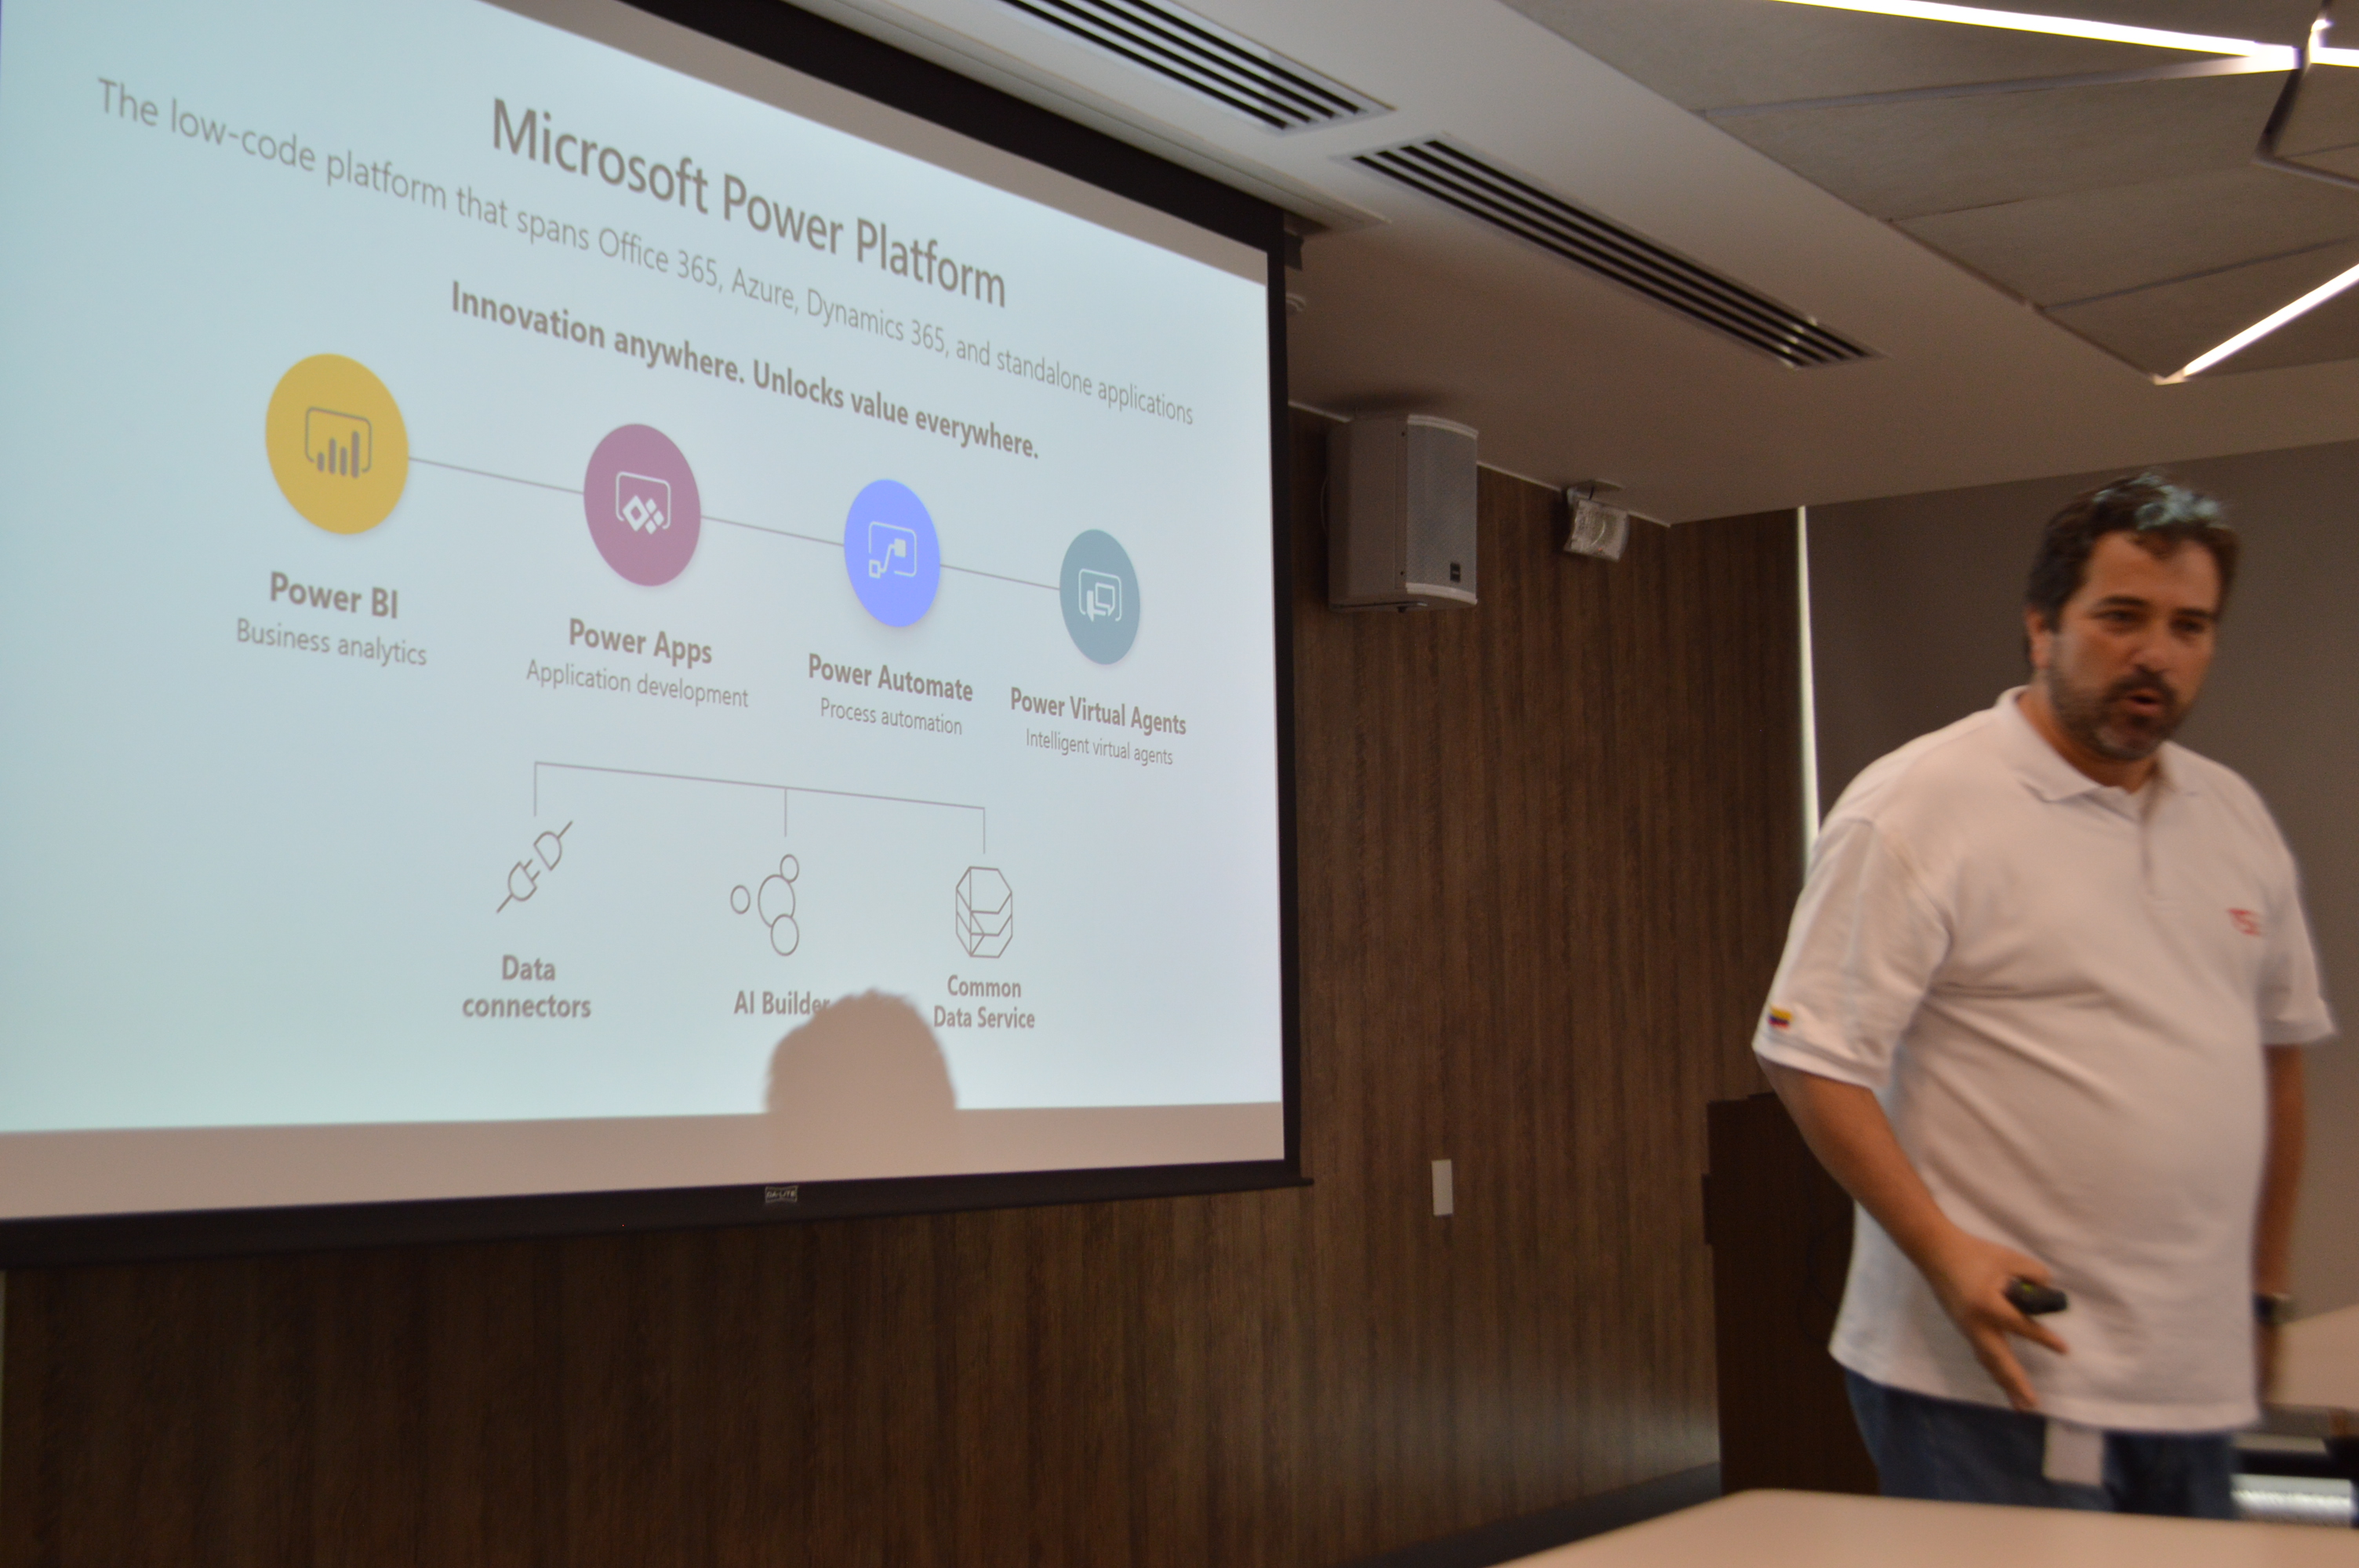 Microsoft Power Platform
The low-code platform that spans Office 365, Azure, Dynamics 365, and standalone applications
Innovation anywhere. Unlocks value everywhere.
Power BI
Business analytics
Power Apps
Application development
Power Automate
Process automation
Power Virtual Agents
Intelligent virtual agents
Data
connectors
AI Builder
Common
Data Service
DA-LITE